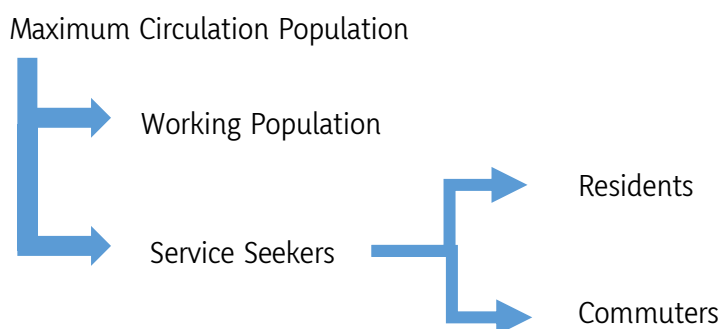 Maximum Circulation Population
Working Population
Residents
Service Seekers
Commuters